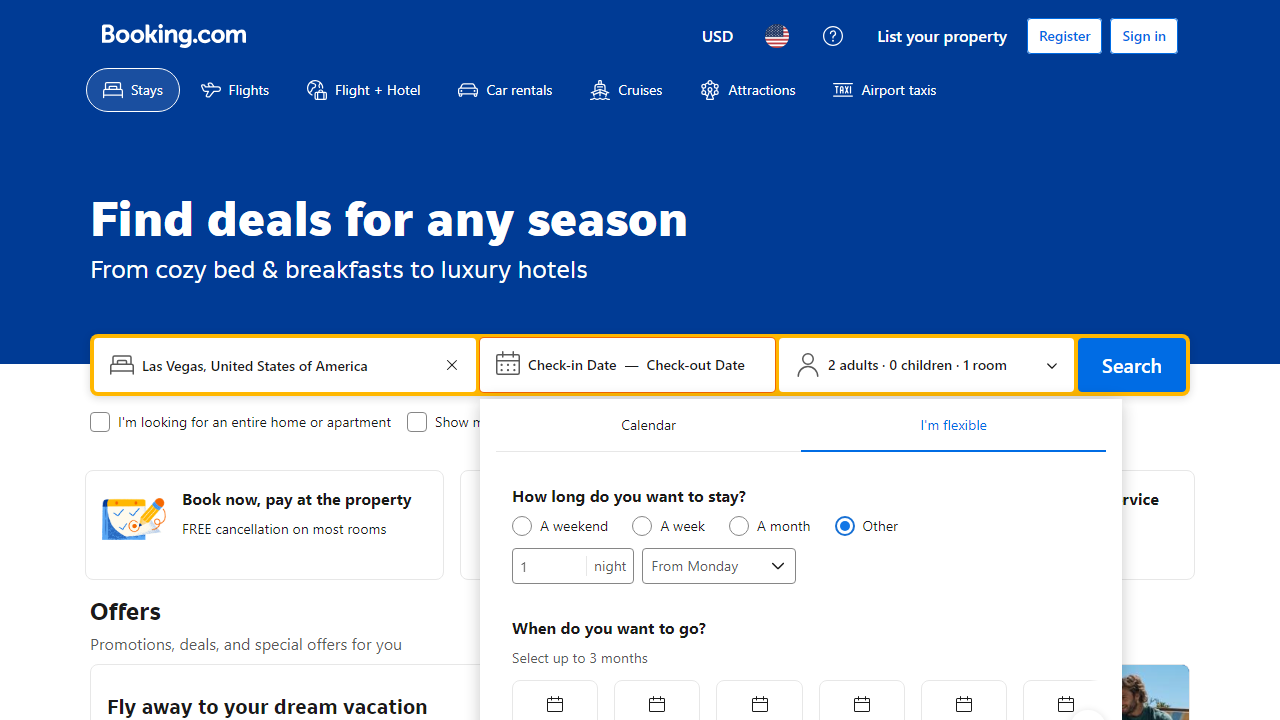 Booking.com
USD
List your property
Register
Sign in
Stays
Flights
Flight + Hotel
Car rentals
Cruises
Attractions
TAXI
Airport taxis
Find deals for any season
From cozy bed & breakfasts to luxury hotels
Las Vegas, United States of America
Check-in Date — Check-out Date
2 adults · 0 children · 1 room
Search
I'm looking for an entire home or apartment
Show
Calendar
I'm flexible
Book now, pay at the property
FREE cancellation on most rooms
How long do you want to stay?
A weekend
A week
A month
Other
1
night
From Monday
Offers
Promotions, deals, and special offers for you
When do you want to go?
Select up to 3 months
Fly away to your dream vacation